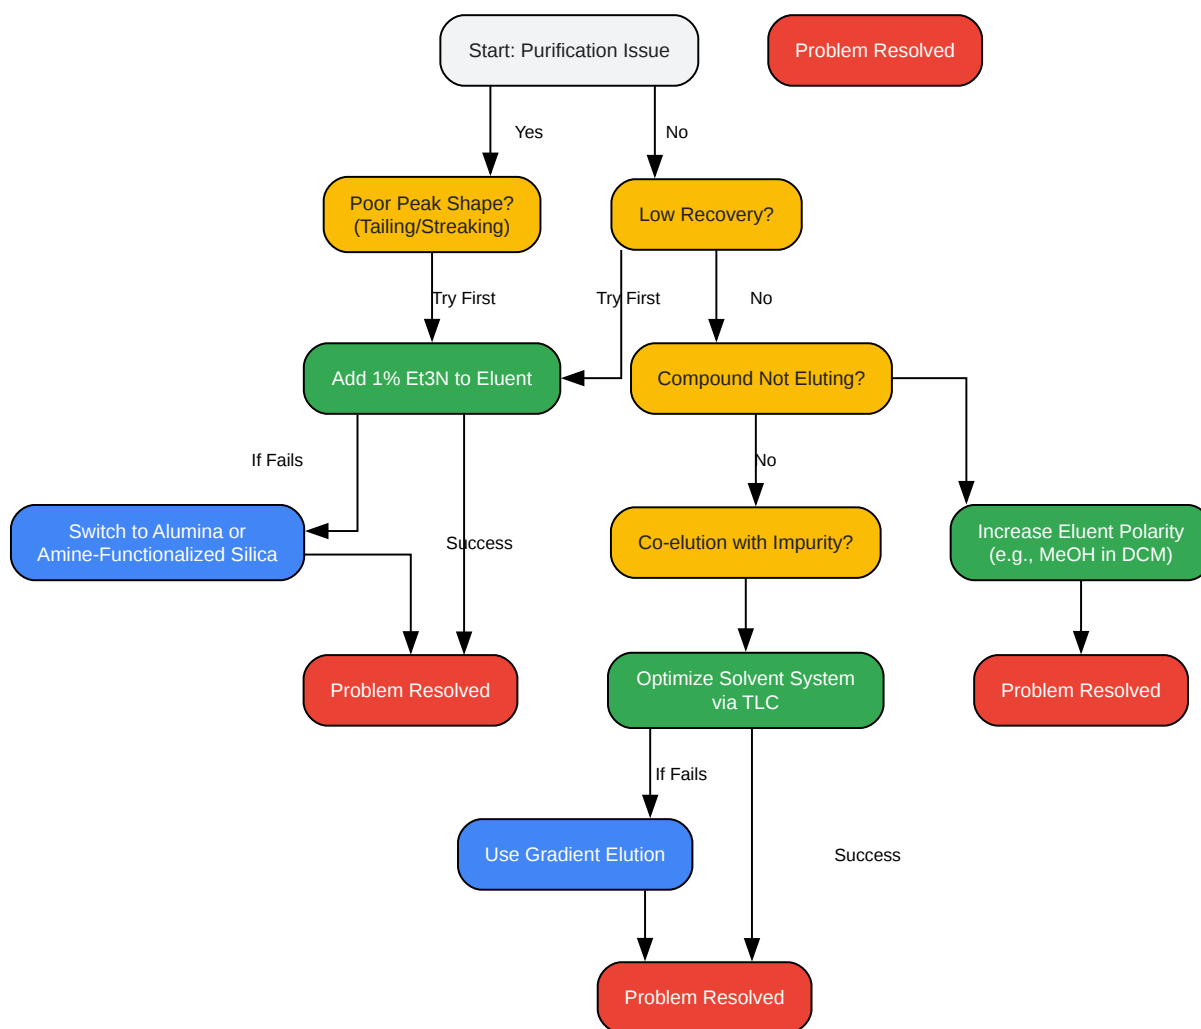 Start: Purification Issue
Problem Resolved
Yes
No
Poor Peak Shape?
(Tailing/Streaking)
Low Recovery?
Try First
Try First
No
Add 1% Et3N to Eluent
Compound Not Eluting?
If Fails
No
Switch to Alumina or
Amine-Functionalized Silica
Success
Co-elution with Impurity?
Increase Eluent Polarity
(e.g., MeOH in DCM)
Problem Resolved
Optimize Solvent System
via TLC
Problem Resolved
If Fails
Use Gradient Elution
Success
Problem Resolved